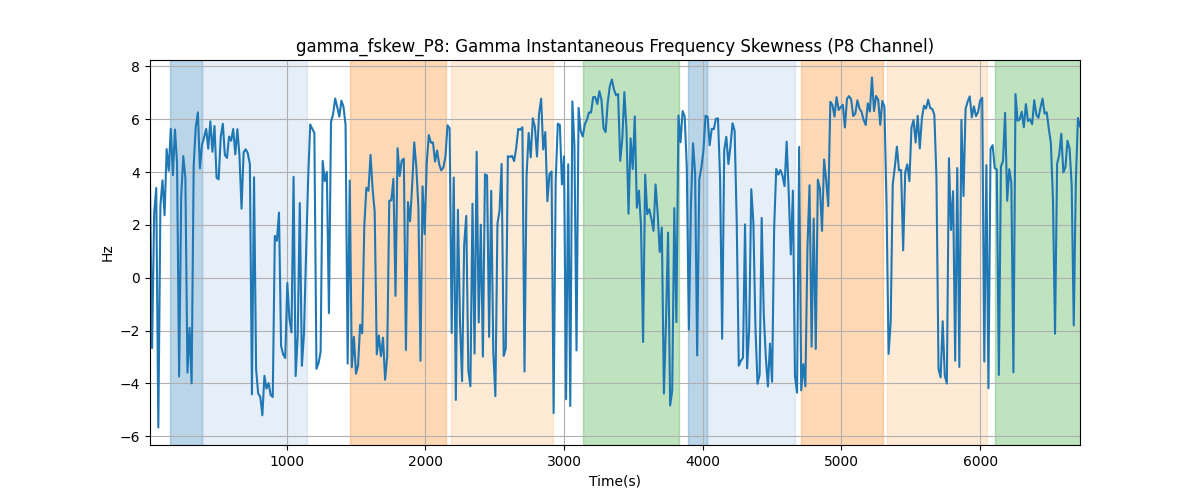 gamma_fskew_P8: Gamma Instantaneous Frequency Skewness (P8 Channel)
8
6
4
2
0
−2
−4
−6
Hz
1000 2000 3000 4000 5000 6000
Time(s)